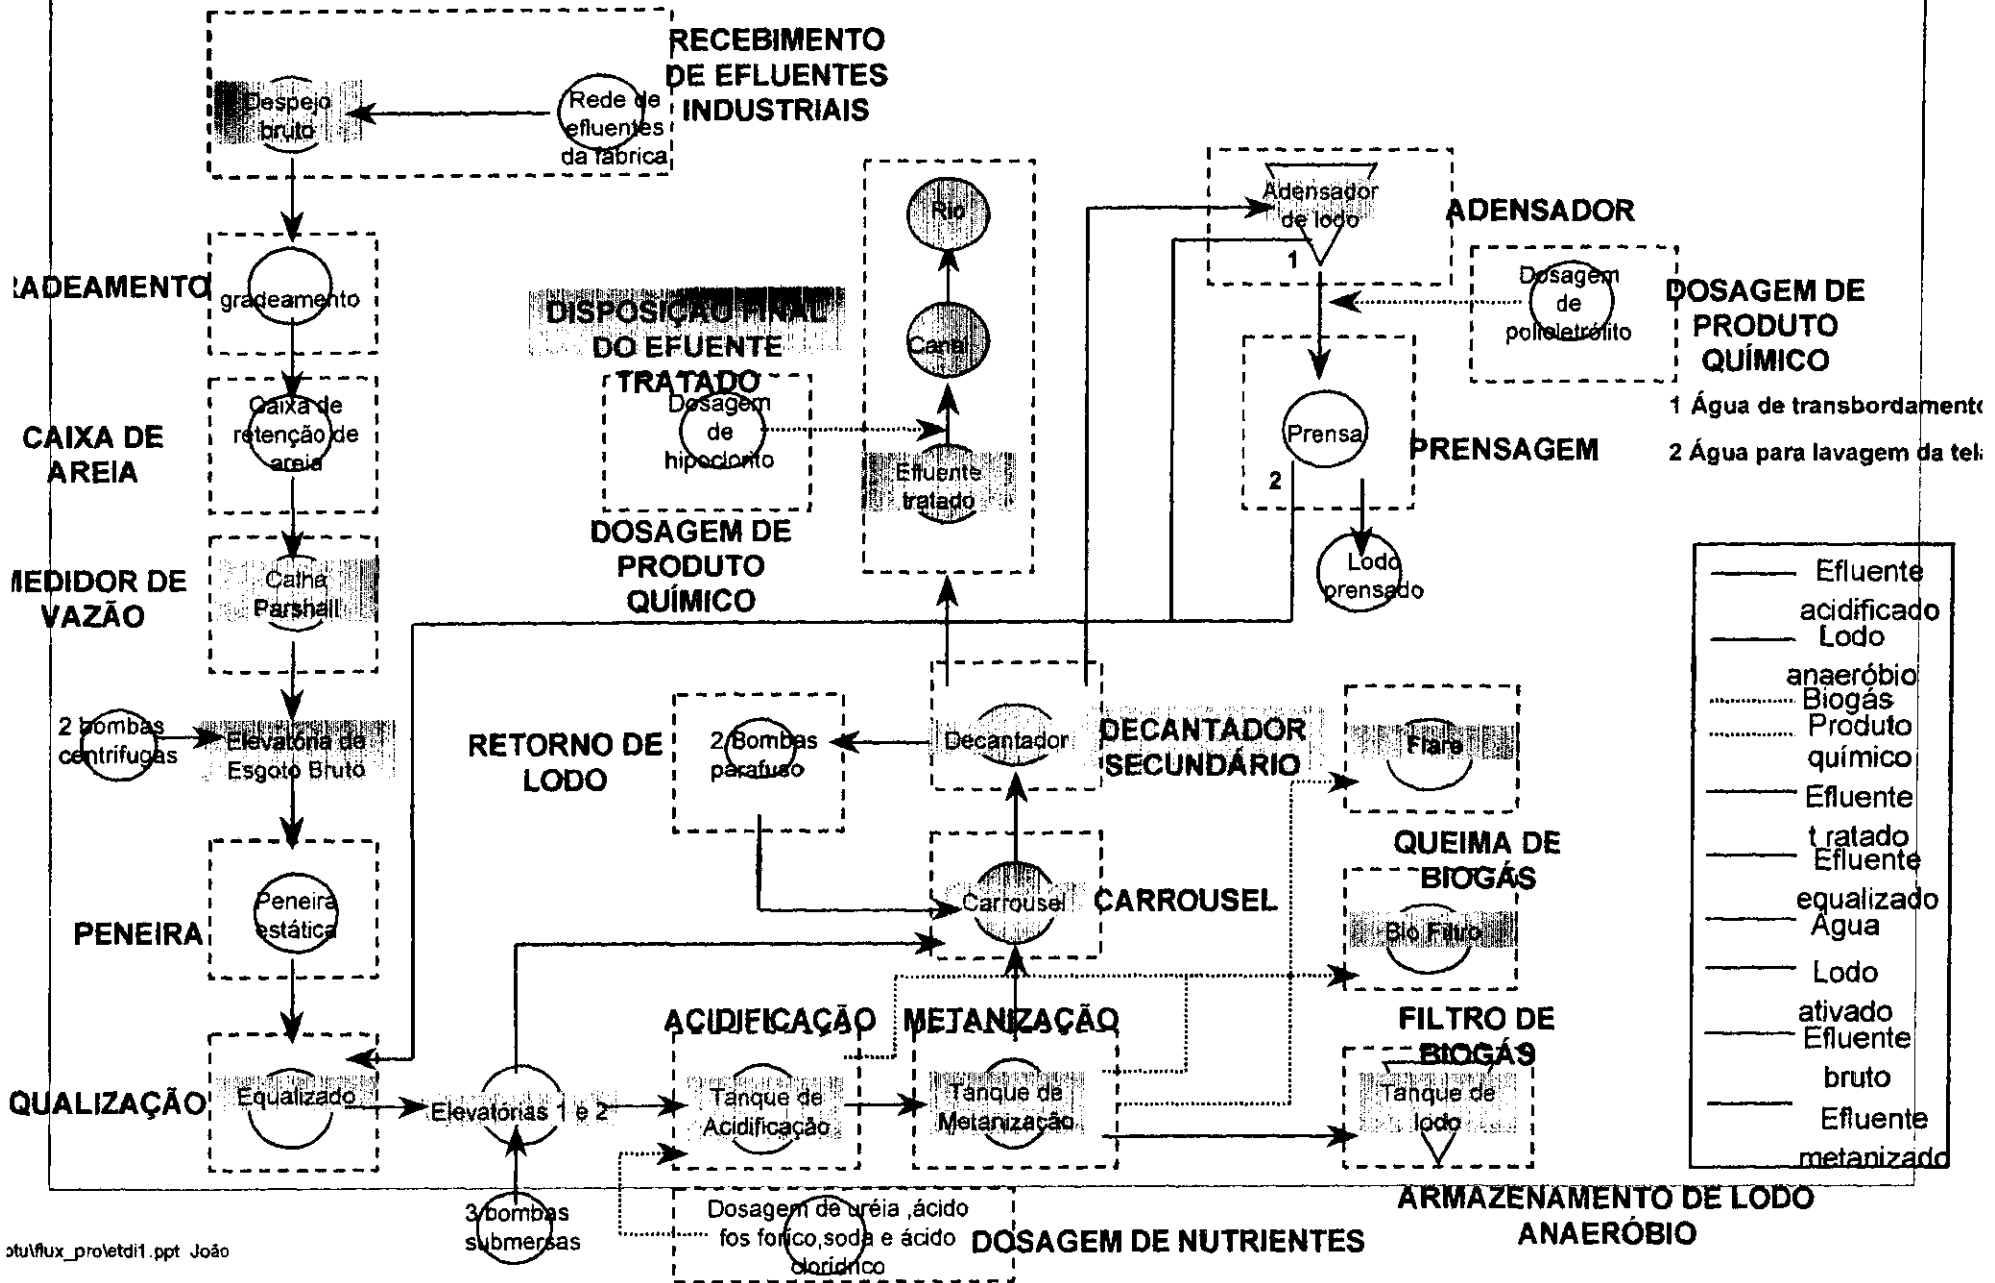 RECEBIMENTO
DE EFLUENTES
INDUSTRIAIS
Despejo
bruto
Rede de
efluentes
da fábrica
RADEAMENTO
gradeamento
CAIXA DE
AREIA
Caixa de
retenção de
areia
MEDIDOR DE
VAZÃO
Calha
Parshall
2 bombas
centrífugas
Elevatória de
Esgoto Bruto
PENEIRA
Peneira
estática
QUALIZAÇÃO
Equalizado
Elevatórias 1 e 2
3 bombas
submersas
DISPOSIÇÃO FINAL
DO EFUENTE
TRATADO
Dosagem
de
hipoclorito
DOSAGEM DE
PRODUTO
QUÍMICO
Rio
Canal
Efluente
tratado
Adensador
de lodo
1
ADENSADOR
Dosagem
de
polieletrólito
DOSAGEM DE
PRODUTO
QUÍMICO
1 Água de transbordamento
2 Água para lavagem da tela
Prensa
2
PRENSAGEM
Lodo
prensado
RETORNO DE
LODO
2 Bombas
parafuso
Decantador
DECANTADOR
SECUNDÁRIO
Carrousel
CARROUSEL
Flare
QUEIMA DE
BIOGÁS
Bio Filtro
FILTRO DE
BIOGÁS
ACIDIFICAÇÃO
Tanque de
Acidificação
METANIZAÇÃO
Tanque de
Metanização
Tanque de
lodo
ARMAZENAMENTO DE LODO
ANAERÓBIO
Dosagem de uréia ,ácido
fos forico,soda e ácido
cloridrico
DOSAGEM DE NUTRIENTES
Efluente
acidificado
Lodo
anaeróbio
Biogás
Produto
químico
Efluente
t ratado
Efluente
equalizado
Água
Lodo
ativado
Efluente
bruto
Efluente
metanizado
otu\flux_pro\etdi1.ppt João